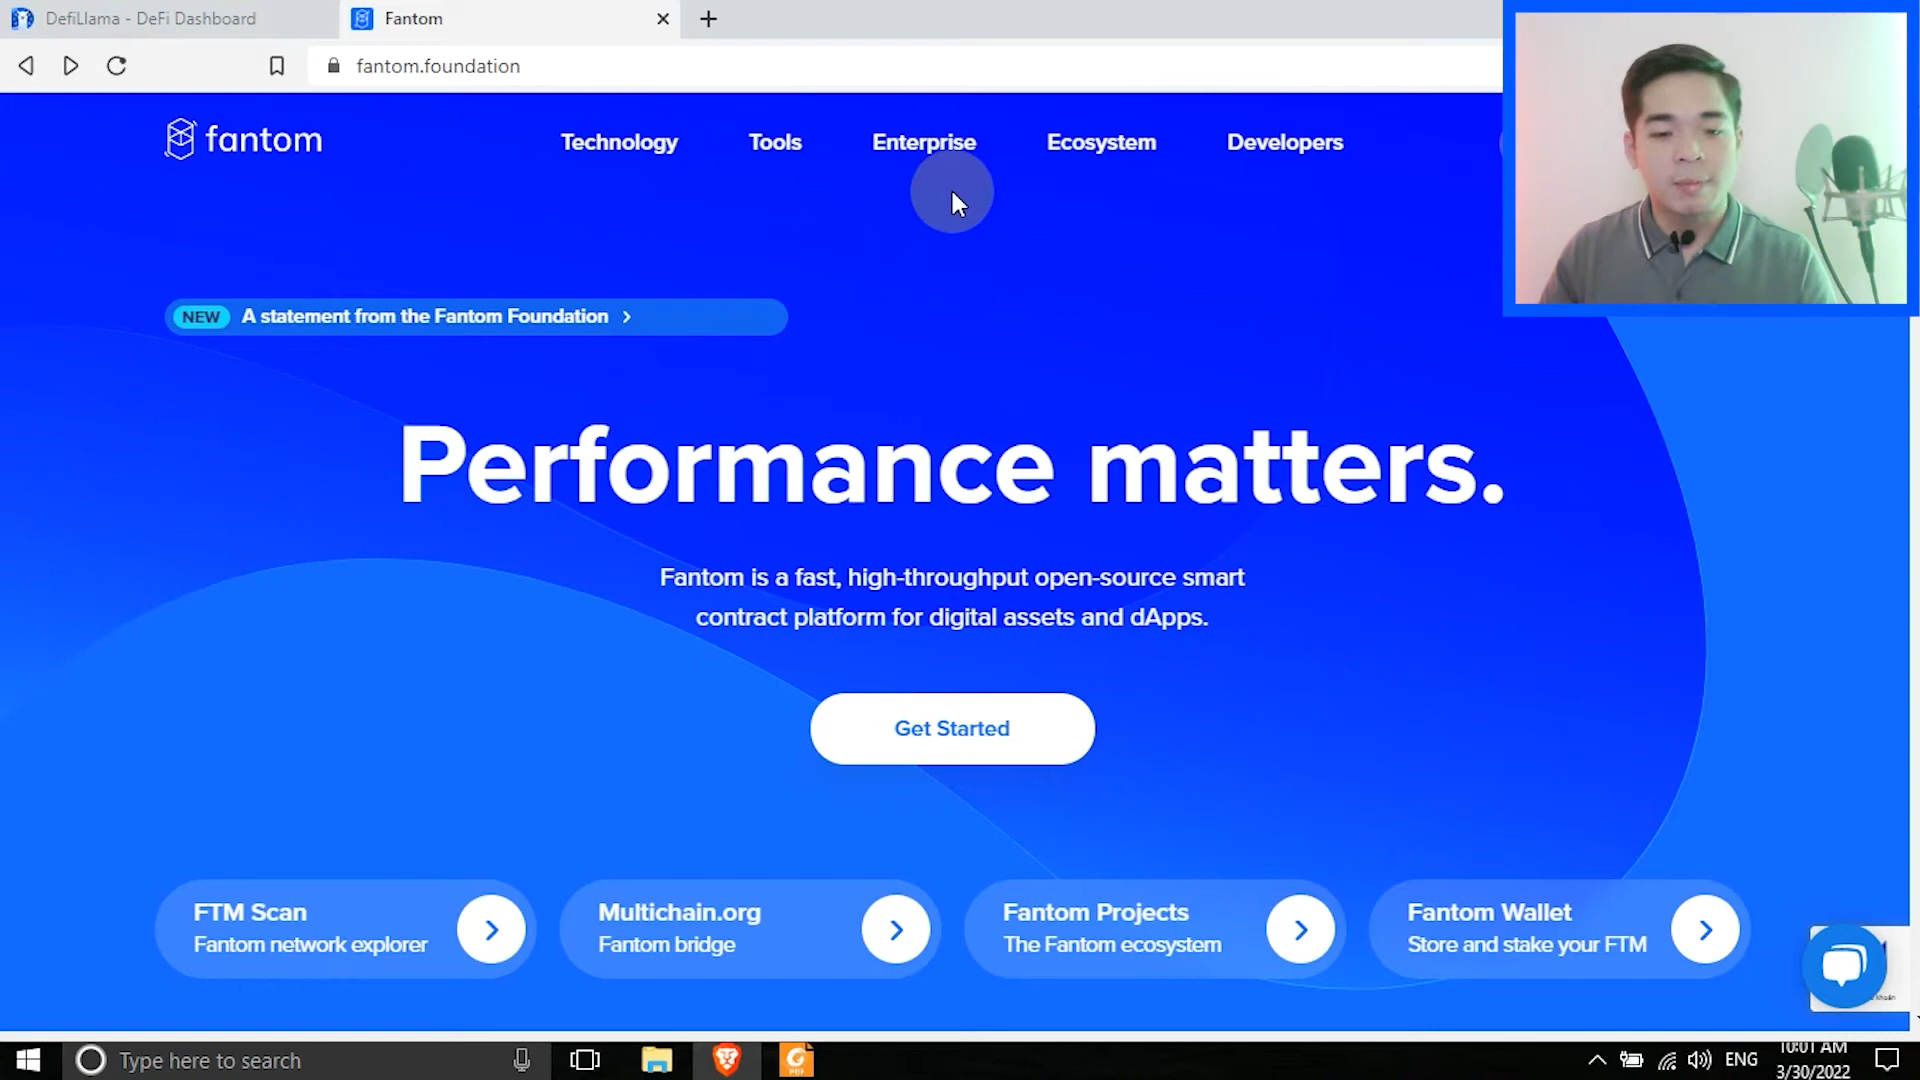 DefiLlama - DeFi Dashboard
Fantom
fantom.foundation
fantom
Technology
Tools
Enterprise
Ecosystem
Developers
NEW A statement from the Fantom Foundation
Performance matters.
Fantom is a fast, high-throughput open-source smart
contract platform for digital assets and dApps.
Get Started
FTM Scan
Fantom network explorer
Multichain.org
Fantom bridge
Fantom Projects
The Fantom ecosystem
Fantom Wallet
Store and stake your FTM
Type here to search
PDF
ENG
10:01 AM
3/30/2022